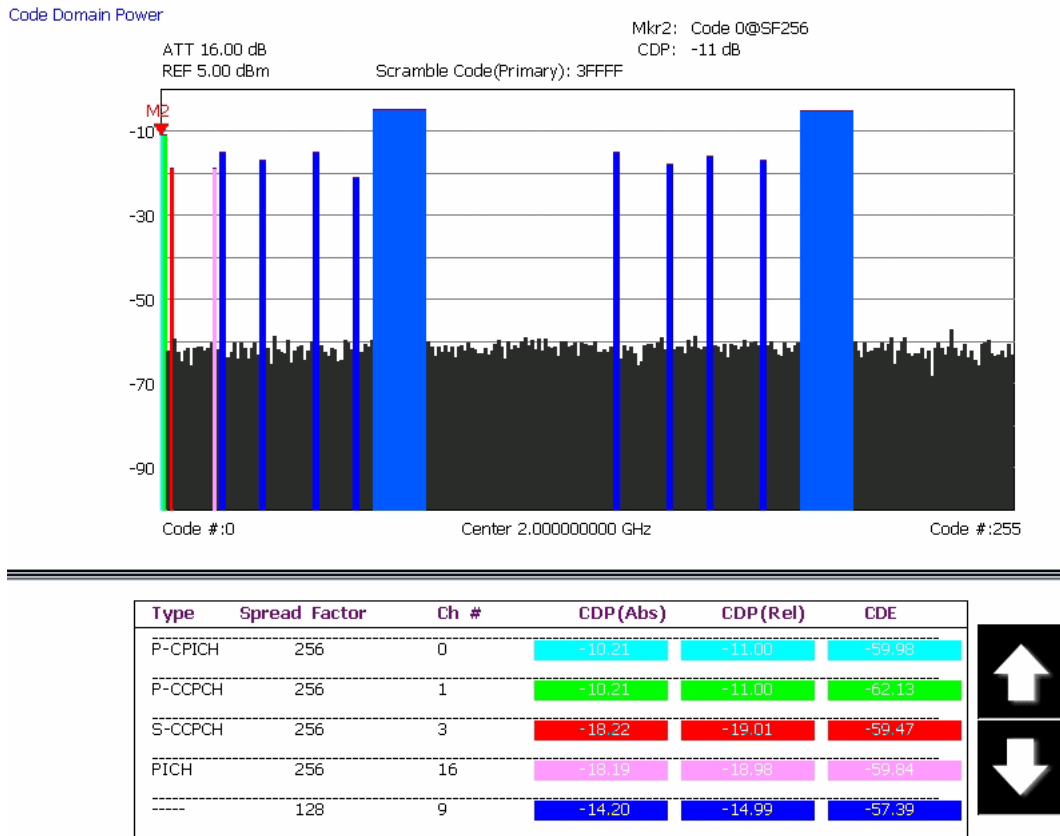 Code Domain Power
Mkr2: Code 0@SF256
ATT 16.00 dB CDP: -11 dB
REF 5.00 dBm Scramble Code(Primary): 3FFFF
M2
-10
-30
-50
-70
-90
Code #:0 Center 2.000000000 GHz Code #:255
Type Spread Factor Ch # CDP(Abs) CDP(Rel) CDE
P-CPICH 256 0 -10.21 -11.00 -59.98
P-CCPCH 256 1 -10.21 -11.00 -62.13
S-CCPCH 256 3 -18.22 -19.01 -59.47
PICH 256 16 -18.19 -18.98 -59.84
----- 128 9 -14.20 -14.99 -57.39